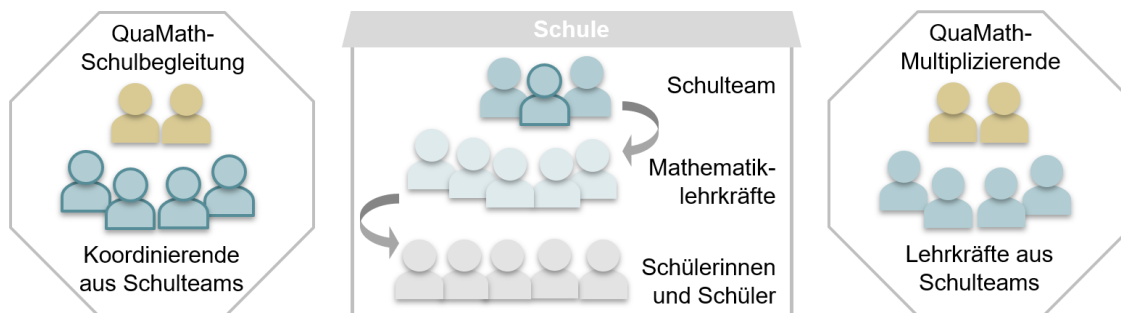 QuaMath-
Schulbegleitung
Koordinierende
aus Schulteams
Schule
Schulteam
Mathematik-
lehrkräfte
Schülerinnen
und Schüler
QuaMath-
Multiplizierende
Lehrkräfte aus
Schulteams